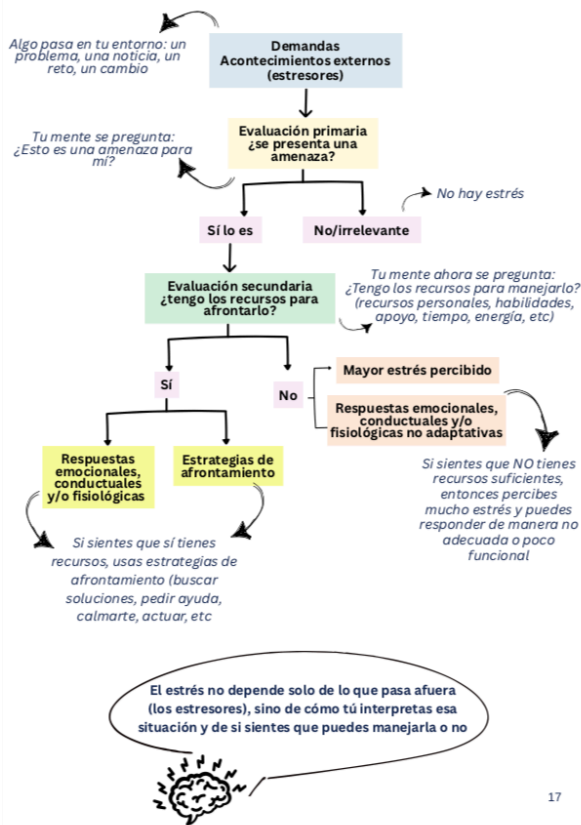 Algo pasa en tu entorno: un
problema, una noticia, un
reto, un cambio
Demandas
Acontecimientos externos
(estresores)
Tu mente se pregunta:
¿Esto es una amenaza para
mí?
Evaluación primaria
¿se presenta una
amenaza?
No hay estrés
Sí lo es
No/irrelevante
Evaluación secundaria
¿tengo los recursos para
afrontarlo?
Tu mente ahora se pregunta:
¿Tengo los recursos para manejarlo?
(recursos personales, habilidades,
apoyo, tiempo, energía, etc)
Sí
No
Mayor estrés percibido
Respuestas emocionales,
conductuales y/o
fisiológicas no adaptativas
Respuestas
emocionales,
conductuales
y/o fisiológicas
Estrategias de
afrontamiento
Si sientes que NO tienes
recursos suficientes,
entonces percibes
mucho estrés y puedes
responder de manera no
adecuada o poco
funcional
Si sientes que sí tienes
recursos, usas estrategias de
afrontamiento (buscar
soluciones, pedir ayuda,
calmarte, actuar, etc
El estrés no depende solo de lo que pasa afuera
(los estresores), sino de cómo tú interpretas esa
situación y de si sientes que puedes manejarla o no
17